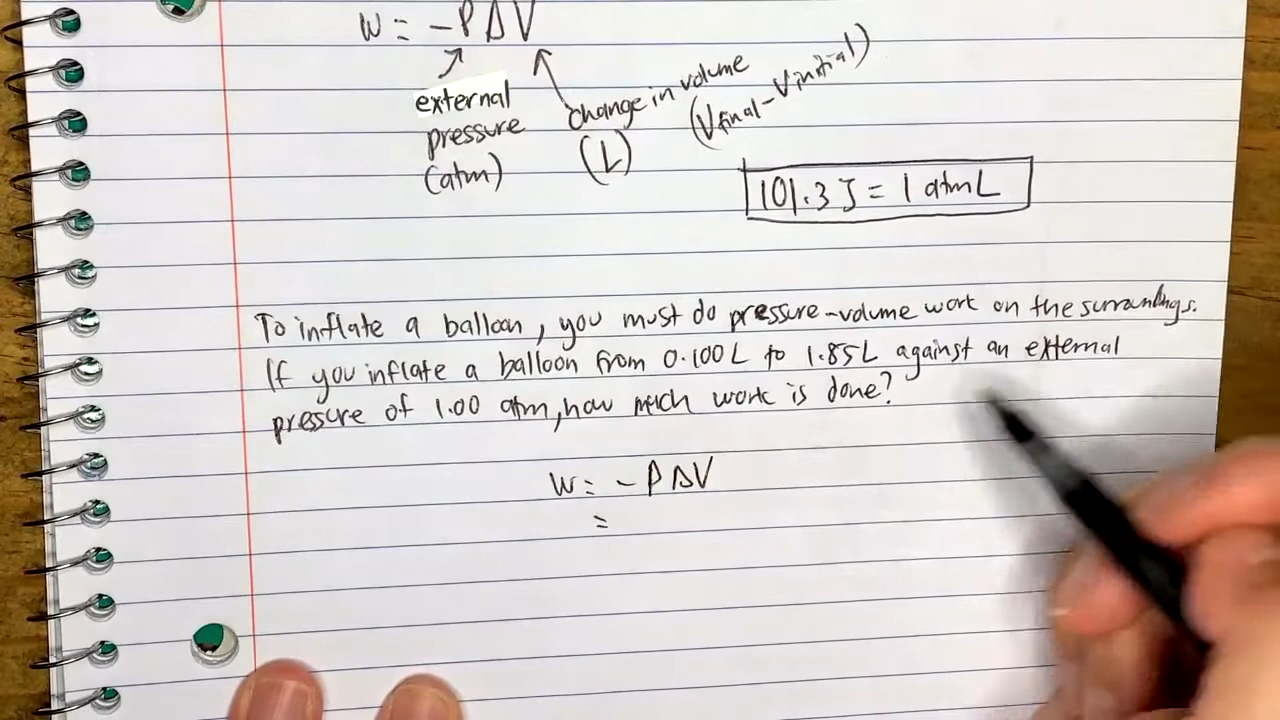 w = -PΔV
external
pressure
(atm)
change in volume
(Vfinal - Vinitial)
(L)
101.3 J = 1 atm L
To inflate a balloon, you must do pressure-volume work on the surroundings.
If you inflate a balloon from 0.100 L to 1.85 L against an external
pressure of 1.00 atm, how much work is done?
W = -PΔV
=